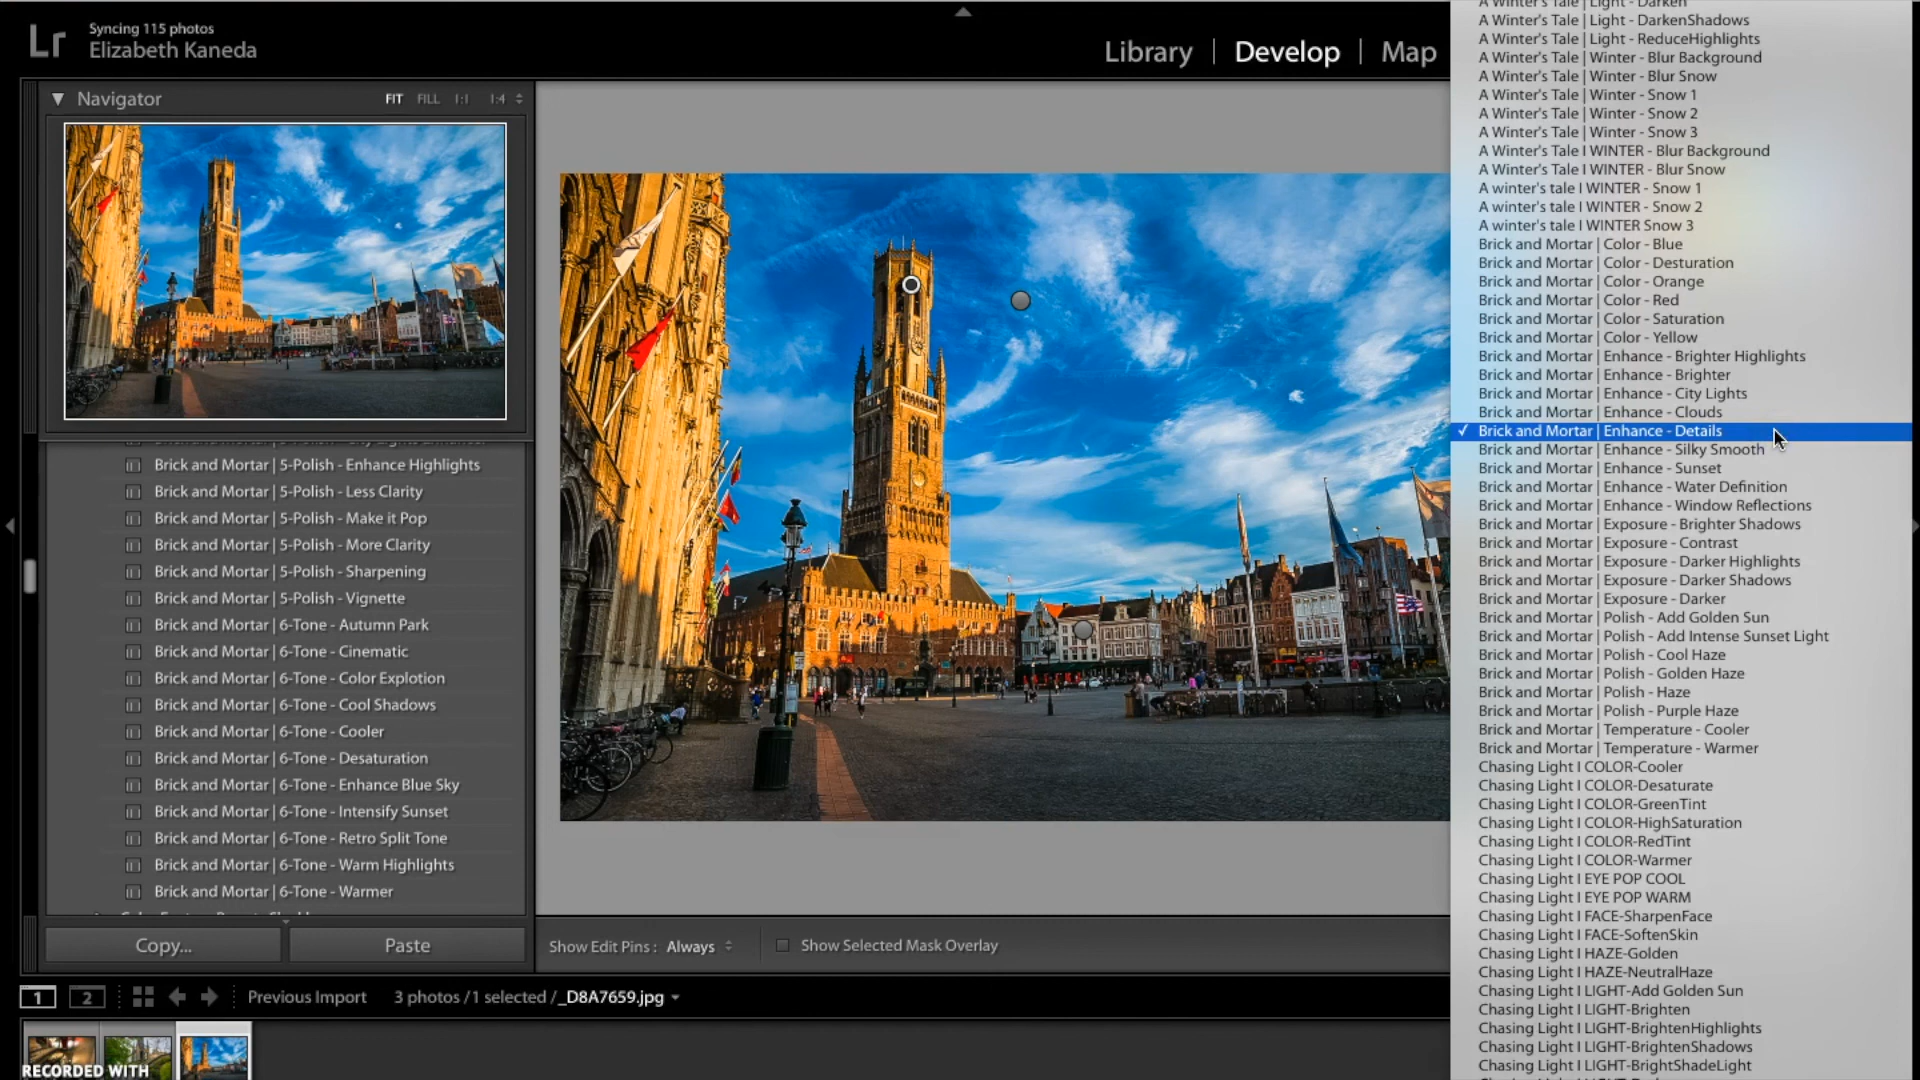 Lr
Syncing 115 photos
Elizabeth Kaneda
Library | Develop | Map
Navigator
FIT FILL 1:1 1:4
Brick and Mortar | 5-Polish - Enhance Highlights
Brick and Mortar | 5-Polish - Less Clarity
Brick and Mortar | 5-Polish - Make it Pop
Brick and Mortar | 5-Polish - More Clarity
Brick and Mortar | 5-Polish - Sharpening
Brick and Mortar | 5-Polish - Vignette
Brick and Mortar | 6-Tone - Autumn Park
Brick and Mortar | 6-Tone - Cinematic
Brick and Mortar | 6-Tone - Color Explotion
Brick and Mortar | 6-Tone - Cool Shadows
Brick and Mortar | 6-Tone - Cooler
Brick and Mortar | 6-Tone - Desaturation
Brick and Mortar | 6-Tone - Enhance Blue Sky
Brick and Mortar | 6-Tone - Intensify Sunset
Brick and Mortar | 6-Tone - Retro Split Tone
Brick and Mortar | 6-Tone - Warm Highlights
Brick and Mortar | 6-Tone - Warmer
Copy...
Paste
Show Edit Pins : Always
Show Selected Mask Overlay
1 2
Previous Import
3 photos / 1 selected / _D8A7659.jpg
RECORDED WITH
A Winter's Tale | Light - Darken
A Winter's Tale | Light - DarkenShadows
A Winter's Tale | Light - ReduceHighlights
A Winter's Tale | Winter - Blur Background
A Winter's Tale | Winter - Blur Snow
A Winter's Tale | Winter - Snow 1
A Winter's Tale | Winter - Snow 2
A Winter's Tale | Winter - Snow 3
A Winter's Tale I WINTER - Blur Background
A Winter's Tale I WINTER - Blur Snow
A winter's tale I WINTER - Snow 1
A winter's tale I WINTER - Snow 2
A winter's tale I WINTER Snow 3
Brick and Mortar | Color - Blue
Brick and Mortar | Color - Desturation
Brick and Mortar | Color - Orange
Brick and Mortar | Color - Red
Brick and Mortar | Color - Saturation
Brick and Mortar | Color - Yellow
Brick and Mortar | Enhance - Brighter Highlights
Brick and Mortar | Enhance - Brighter
Brick and Mortar | Enhance - City Lights
Brick and Mortar | Enhance - Clouds
✓ Brick and Mortar | Enhance - Details
Brick and Mortar | Enhance - Silky Smooth
Brick and Mortar | Enhance - Sunset
Brick and Mortar | Enhance - Water Definition
Brick and Mortar | Enhance - Window Reflections
Brick and Mortar | Exposure - Brighter Shadows
Brick and Mortar | Exposure - Contrast
Brick and Mortar | Exposure - Darker Highlights
Brick and Mortar | Exposure - Darker Shadows
Brick and Mortar | Exposure - Darker
Brick and Mortar | Polish - Add Golden Sun
Brick and Mortar | Polish - Add Intense Sunset Light
Brick and Mortar | Polish - Cool Haze
Brick and Mortar | Polish - Golden Haze
Brick and Mortar | Polish - Haze
Brick and Mortar | Polish - Purple Haze
Brick and Mortar | Temperature - Cooler
Brick and Mortar | Temperature - Warmer
Chasing Light I COLOR-Cooler
Chasing Light I COLOR-Desaturate
Chasing Light I COLOR-GreenTint
Chasing Light I COLOR-HighSaturation
Chasing Light I COLOR-RedTint
Chasing Light I COLOR-Warmer
Chasing Light I EYE POP COOL
Chasing Light I EYE POP WARM
Chasing Light I FACE-SharpenFace
Chasing Light I FACE-SoftenSkin
Chasing Light I HAZE-Golden
Chasing Light I HAZE-NeutralHaze
Chasing Light I LIGHT-Add Golden Sun
Chasing Light I LIGHT-Brighten
Chasing Light I LIGHT-BrightenHighlights
Chasing Light I LIGHT-BrightenShadows
Chasing Light I LIGHT-BrightShadeLight